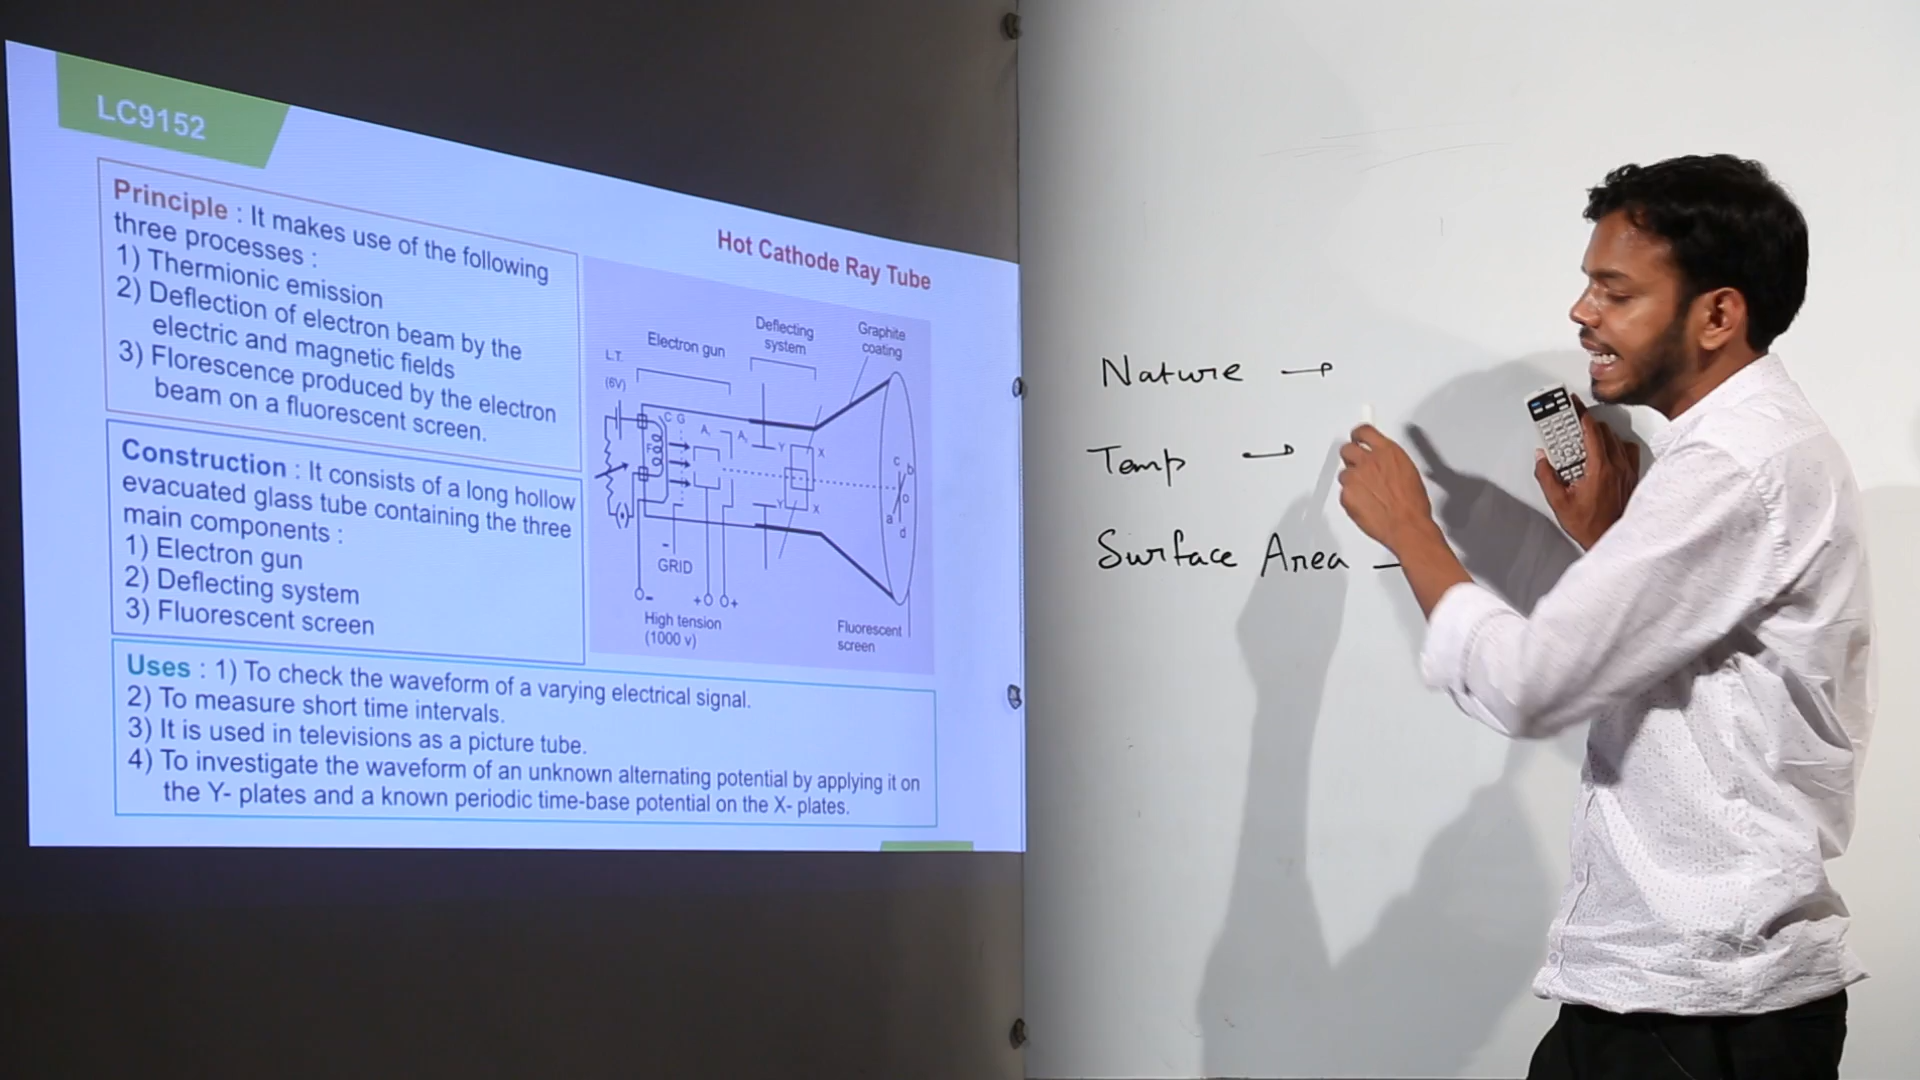 LC9152
Principle : It makes use of the following
three processes :
1) Thermionic emission
2) Deflection of electron beam by the
electric and magnetic fields
3) Florescence produced by the electron
beam on a fluorescent screen.
Construction : It consists of a long hollow
evacuated glass tube containing the three
main components :
1) Electron gun
2) Deflecting system
3) Fluorescent screen
Hot Cathode Ray Tube
L.T.
(6V)
Electron gun
Deflecting
system
Graphite
coating
C G
A₁
A₂
Y
X
Y
X
c
b
o
a
d
-
GRID
-
+
+
High tension
(1000 v)
Fluorescent
screen
Uses : 1) To check the waveform of a varying electrical signal.
2) To measure short time intervals.
3) It is used in televisions as a picture tube.
4) To investigate the waveform of an unknown alternating potential by applying it on
the Y- plates and a known periodic time-base potential on the X- plates.
Nature →
Temp →
Surface Area -